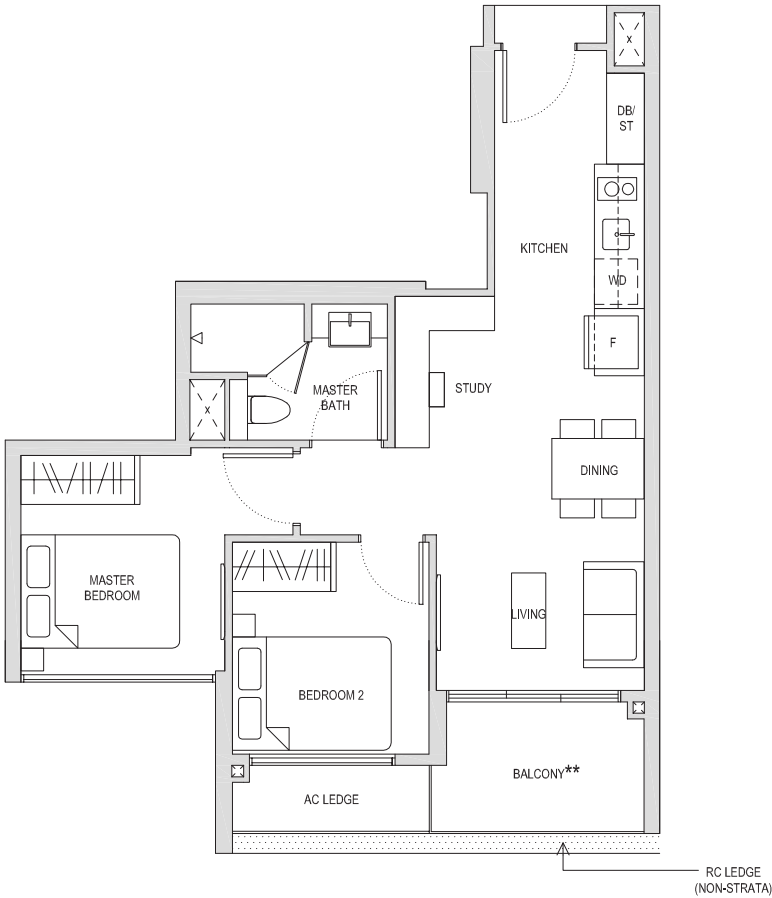 X
DB/
ST
KITCHEN
WD
F
MASTER
BATH
STUDY
X
DINING
MASTER
BEDROOM
LIVING
BEDROOM 2
BALCONY**
AC LEDGE
RC LEDGE
(NON-STRATA)